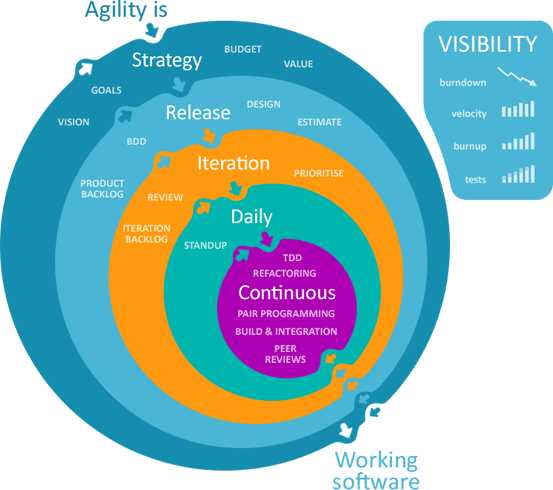 Agility is
Strategy
BUDGET
VALUE
GOALS
VISION
Release
DESIGN
ESTIMATE
BDD
PRODUCT
BACKLOG
Iteration
PRIORITISE
REVIEW
ITERATION
BACKLOG
Daily
STANDUP
TDD
REFACTORING
Continuous
PAIR PROGRAMMING
BUILD & INTEGRATION
PEER
REVIEWS
Working
software
VISIBILITY
burndown
velocity
burnup
tests